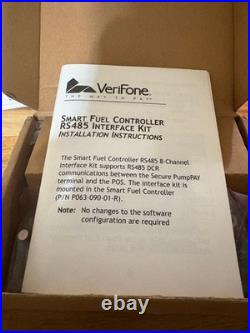 VeriFone®
THE WAY TO PAY®
SMART FUEL CONTROLLER
RS485 INTERFACE KIT
INSTALLATION INSTRUCTIONS
The Smart Fuel Controller RS485 8-Channel
Interface Kit supports RS485 DCR
communications between the Secure PumpPAY
terminal and the POS. The interface kit is
mounted in the Smart Fuel Controller
(P/N P063-090-01-R).
Note: No changes to the software
configuration are required